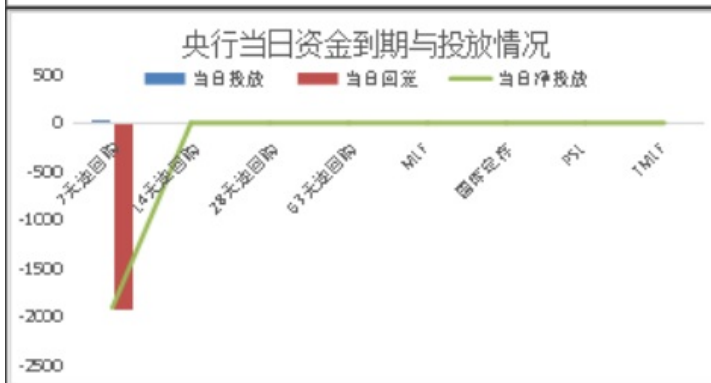 央行当日资金到期与投放情况
当日投放 当日回笼 当日净投放
500
0
-500
-1000
-1500
-2000
-2500
7天逆回购
14天逆回购
28天逆回购
63天逆回购
MLF
国库定存
PSL
TMLF